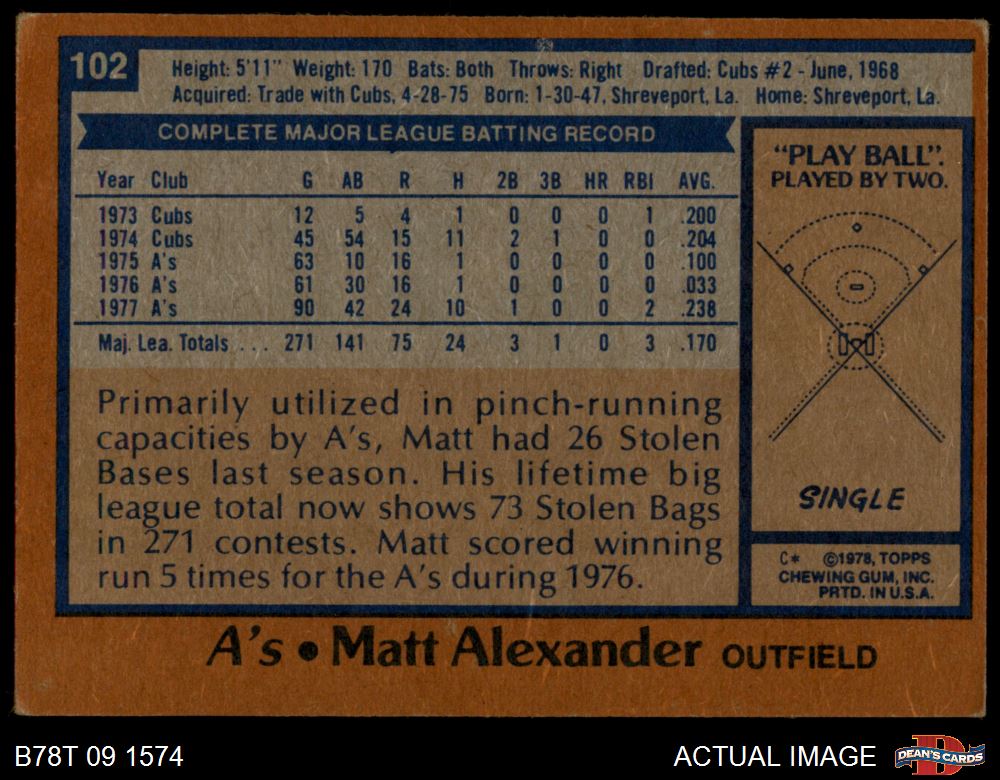 102
Height: 5'11" Weight: 170 Bats: Both Throws: Right Drafted: Cubs #2 - June, 1968
Acquired: Trade with Cubs, 4-28-75 Born: 1-30-47, Shreveport, La. Home: Shreveport, La.
COMPLETE MAJOR LEAGUE BATTING RECORD
Year Club G AB R H 2B 3B HR RBI AVG.
1973 Cubs 12 5 4 1 0 0 0 1 .200
1974 Cubs 45 54 15 11 2 1 0 0 .204
1975 A's 63 10 16 1 0 0 0 0 .100
1976 A's 61 30 16 1 0 0 0 0 .033
1977 A's 90 42 24 10 1 0 0 2 .238
Maj. Lea. Totals . . . 271 141 75 24 3 1 0 3 .170
Primarily utilized in pinch-running
capacities by A's, Matt had 26 Stolen
Bases last season. His lifetime big
league total now shows 73 Stolen Bags
in 271 contests. Matt scored winning
run 5 times for the A's during 1976.
"PLAY BALL".
PLAYED BY TWO.
SINGLE
C* ©1978, TOPPS
CHEWING GUM, INC.
PRTD. IN U.S.A.
A's • Matt Alexander OUTFIELD
B78T 09 1574
ACTUAL IMAGE
D
DEAN'S CARDS